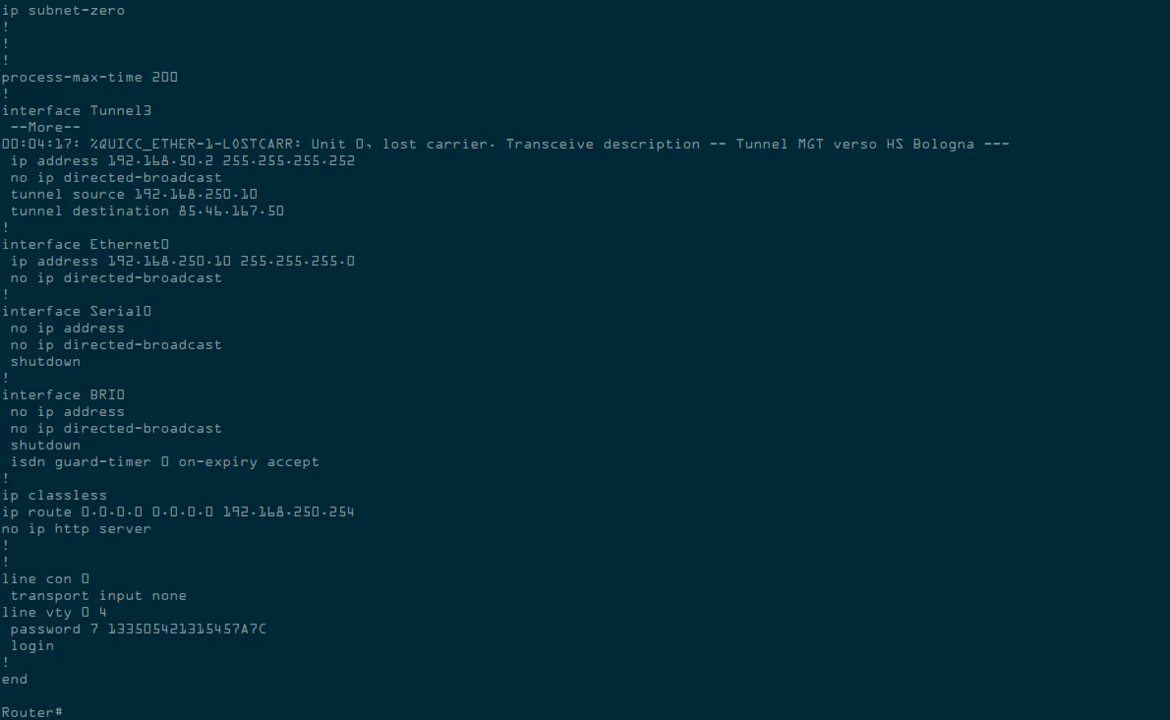 ip subnet-zero
!
!
!
process-max-time 200
!
interface Tunnel3
 --More--
00:04:17: %QUICC_ETHER-1-LOSTCARR: Unit 0, lost carrier. Transceive description -- Tunnel MGT verso HS Bologna ---
 ip address 192.168.50.2 255.255.255.252
 no ip directed-broadcast
 tunnel source 192.168.250.10
 tunnel destination 85.46.167.50
!
interface Ethernet0
 ip address 192.168.250.10 255.255.255.0
 no ip directed-broadcast
!
interface Serial0
 no ip address
 no ip directed-broadcast
 shutdown
!
interface BRI0
 no ip address
 no ip directed-broadcast
 shutdown
 isdn guard-timer 0 on-expiry accept
!
ip classless
ip route 0.0.0.0 0.0.0.0 192.168.250.254
no ip http server
!
!
line con 0
 transport input none
line vty 0 4
 password 7 133505421315457A7C
 login
!
end
Router#